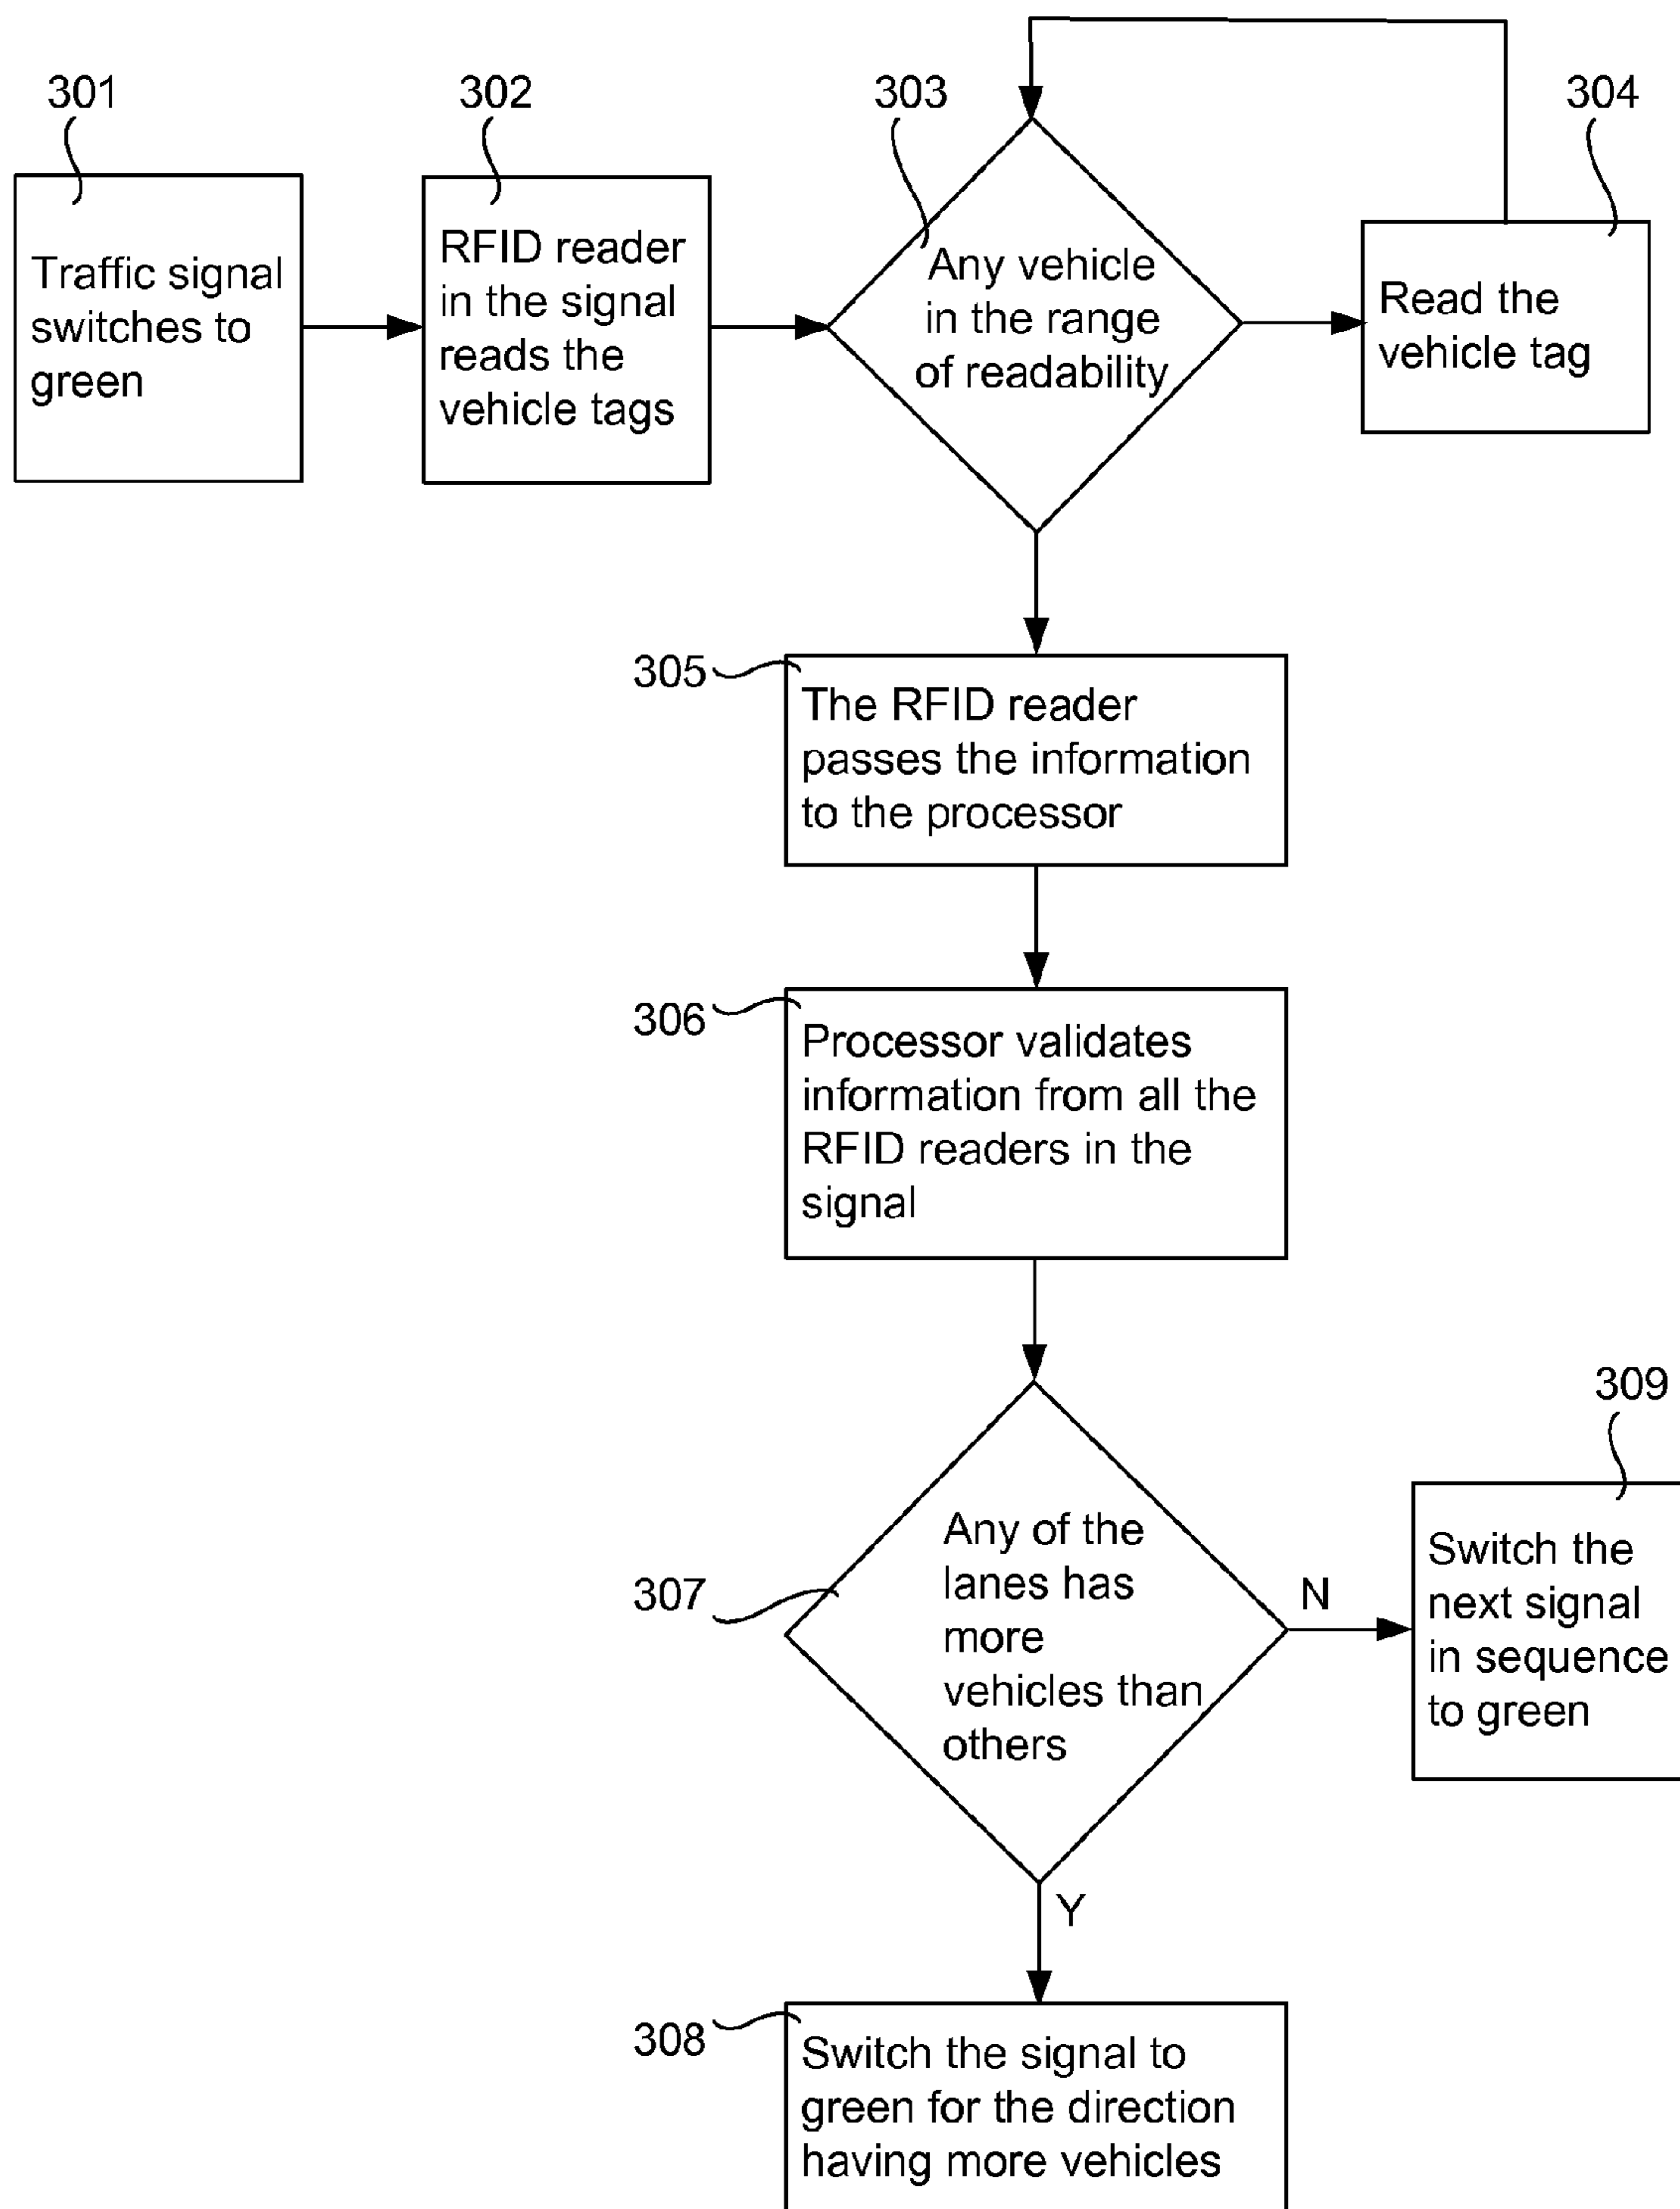 301
Traffic signal
switches to
green
302
RFID reader
in the signal
reads the
vehicle tags
303
Any vehicle
in the range
of readability
304
Read the
vehicle tag
305
The RFID reader
passes the information
to the processor
306
Processor validates
information from all the
RFID readers in the
signal
307
Any of the
lanes has
more
vehicles than
others
N
309
Switch the
next signal
in sequence
to green
Y
308
Switch the signal to
green for the direction
having more vehicles